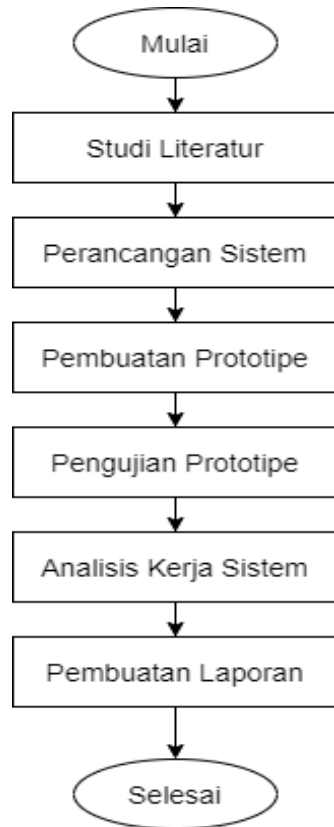 Mulai
Studi Literatur
Perancangan Sistem
Pembuatan Prototipe
Pengujian Prototipe
Analisis Kerja Sistem
Pembuatan Laporan
Selesai